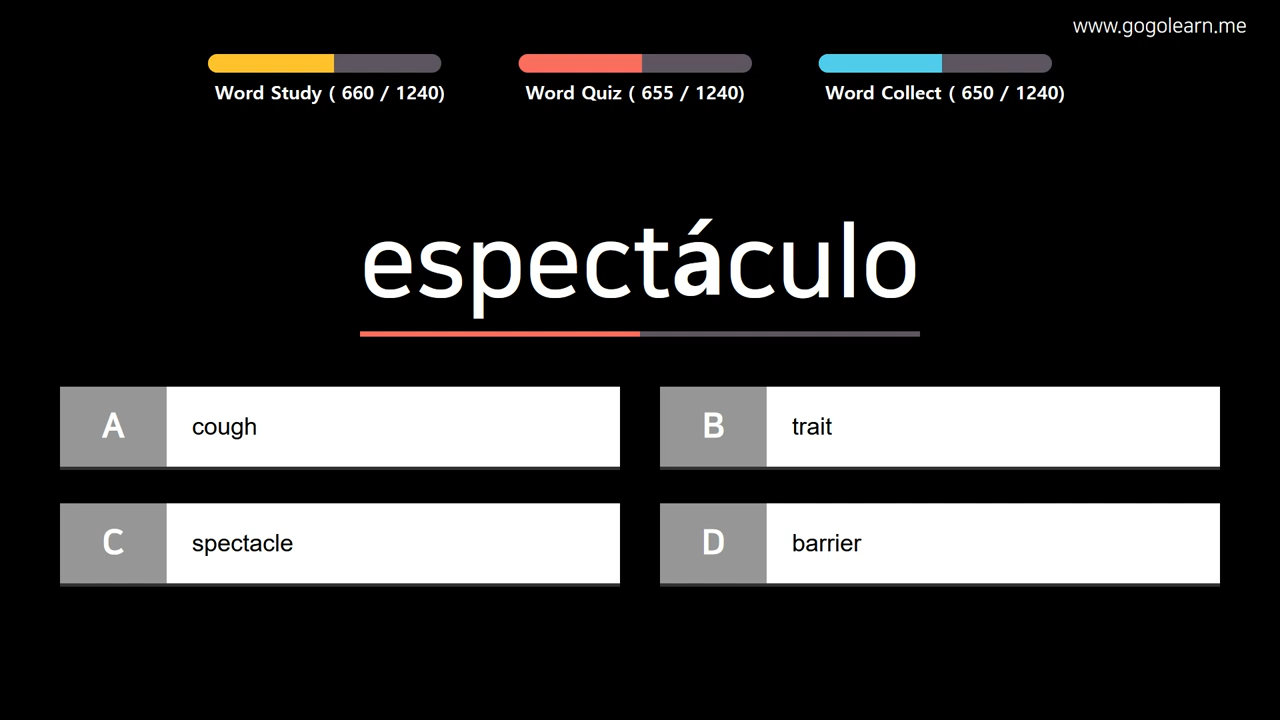 www.gogolearn.me
Word Study ( 660 / 1240)
Word Quiz ( 655 / 1240)
Word Collect ( 650 / 1240)
espectáculo
A
cough
B
trait
C
spectacle
D
barrier